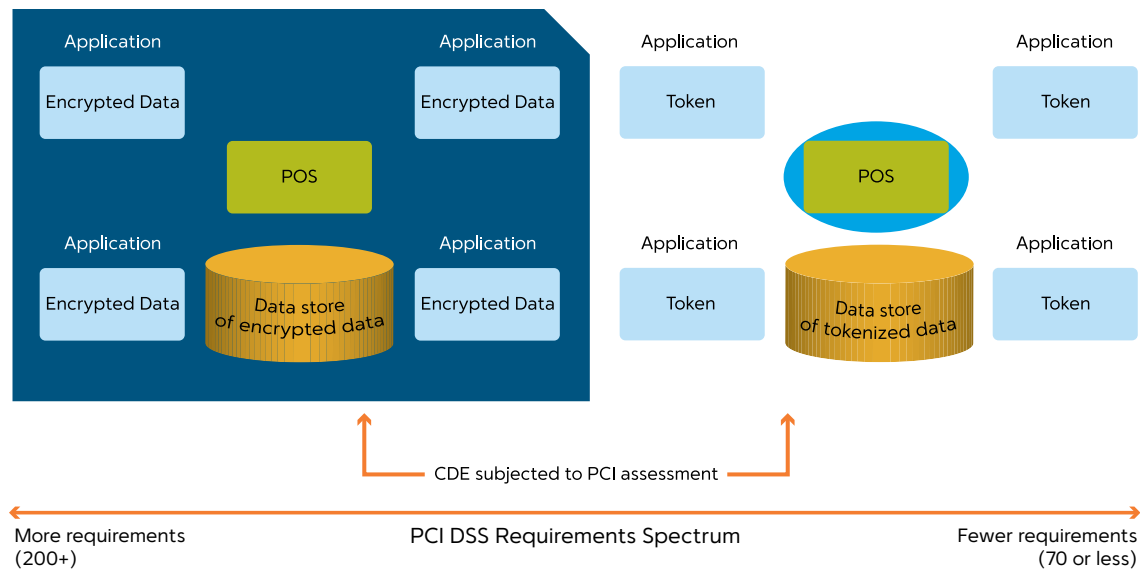 Application
Application
Encrypted Data
Encrypted Data
POS
Application
Application
Encrypted Data
Encrypted Data
Data store
of encrypted data
Application
Application
Token
Token
POS
Application
Application
Token
Token
Data store
of tokenized data
CDE subjected to PCI assessment
More requirements
(200+)
PCI DSS Requirements Spectrum
Fewer requirements
(70 or less)